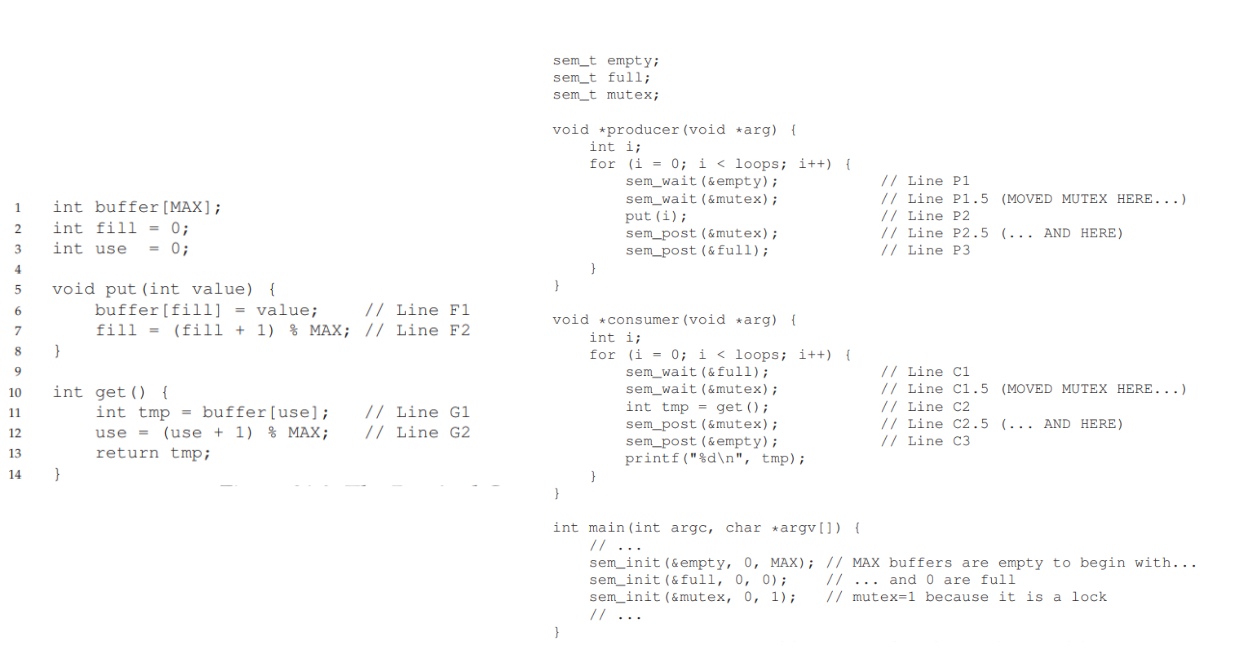 1 int buffer[MAX];
2 int fill = 0;
3 int use = 0;
4
5 void put(int value) {
6 buffer[fill] = value; // Line F1
7 fill = (fill + 1) % MAX; // Line F2
8 }
9
10 int get() {
11 int tmp = buffer[use]; // Line G1
12 use = (use + 1) % MAX; // Line G2
13 return tmp;
14 }
sem_t empty;
sem_t full;
sem_t mutex;
void *producer(void *arg) {
int i;
for (i = 0; i < loops; i++) {
sem_wait(&empty); // Line P1
sem_wait(&mutex); // Line P1.5 (MOVED MUTEX HERE...)
put(i); // Line P2
sem_post(&mutex); // Line P2.5 (... AND HERE)
sem_post(&full); // Line P3
}
}
void *consumer(void *arg) {
int i;
for (i = 0; i < loops; i++) {
sem_wait(&full); // Line C1
sem_wait(&mutex); // Line C1.5 (MOVED MUTEX HERE...)
int tmp = get(); // Line C2
sem_post(&mutex); // Line C2.5 (... AND HERE)
sem_post(&empty); // Line C3
printf("%d\n", tmp);
}
}
int main(int argc, char *argv[]) {
// ...
sem_init(&empty, 0, MAX); // MAX buffers are empty to begin with...
sem_init(&full, 0, 0); // ... and 0 are full
sem_init(&mutex, 0, 1); // mutex=1 because it is a lock
// ...
}